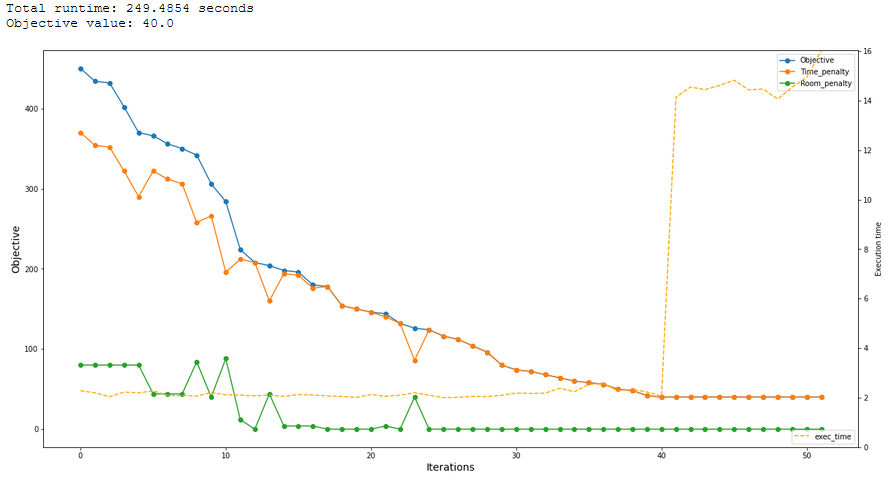 Total runtime: 249.4854 seconds
Objective value: 40.0
Objective
Time_penalty
Room_penalty
exec_time
400
300
200
100
0
Objective
16
14
12
10
8
6
4
2
0
Execution time
0
10
20
30
40
50
Iterations